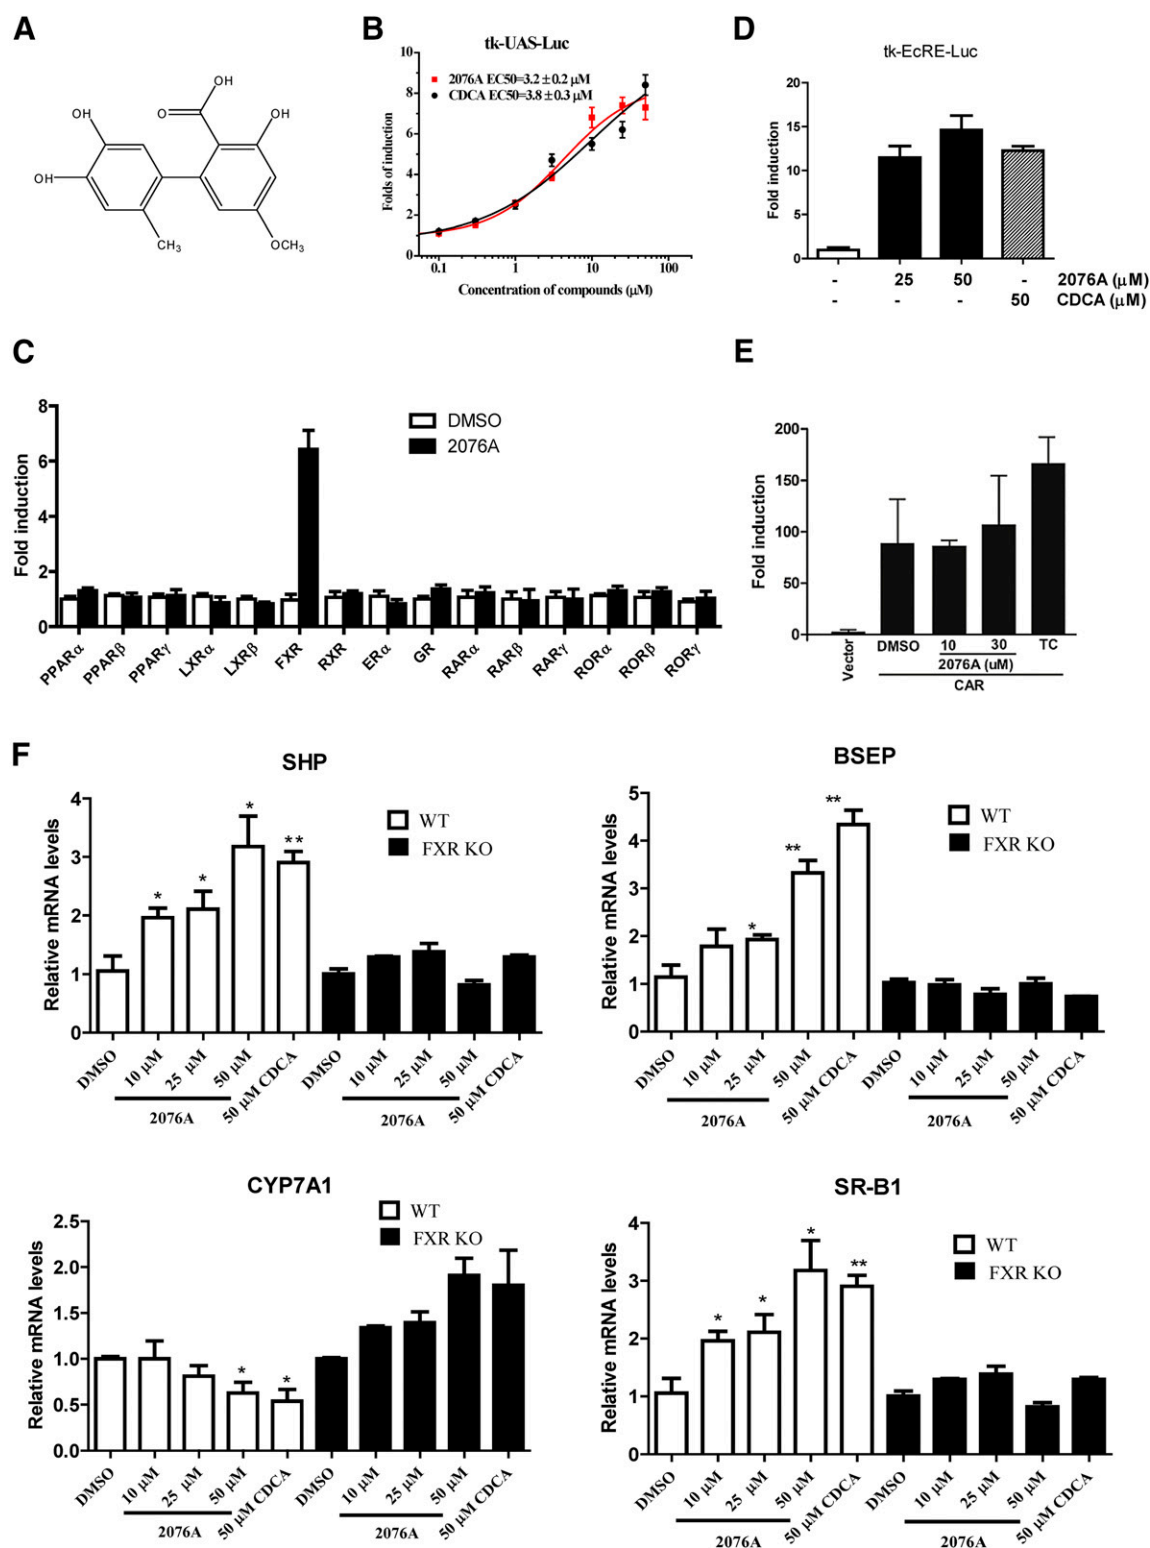 A
OH
O
OH
OH
OH
CH3
OCH3
B
tk-UAS-Luc
2076A EC50=3.2±0.2 μM
CDCA EC50=3.8±0.3 μM
Folds of induction
10
8
6
4
2
0
0.1
1
10
100
Concentration of compounds (μM)
D
tk-EcRE-Luc
Fold induction
20
15
10
5
0
- 25 50 - 2076A (μM)
- - - 50 CDCA (μM)
C
Fold induction
8
6
4
2
0
DMSO
2076A
PPARα
PPARβ
PPARγ
LXRα
LXRβ
FXR
RXR
ERα
GR
RARα
RARβ
RARγ
RORα
RORβ
RORγ
E
Fold induction
200
150
100
50
0
Vector
DMSO
10
30
TC
2076A (uM)
CAR
F
SHP
Relative mRNA levels
4
3
2
1
0
WT
FXR KO
*
*
*
**
DMSO
10 μM
25 μM
50 μM
50 μM CDCA
DMSO
10 μM
25 μM
50 μM
50 μM CDCA
2076A
2076A
BSEP
Relative mRNA levels
5
4
3
2
1
0
WT
FXR KO
*
**
**
DMSO
10 μM
25 μM
50 μM
50 μM CDCA
DMSO
10 μM
25 μM
50 μM
50 μM CDCA
2076A
2076A
CYP7A1
Relative mRNA levels
2.5
2.0
1.5
1.0
0.5
0.0
WT
FXR KO
*
*
DMSO
10 μM
25 μM
50 μM
50 μM CDCA
DMSO
10 μM
25 μM
50 μM
50 μM CDCA
2076A
2076A
SR-B1
Relative mRNA levels
4
3
2
1
0
WT
FXR KO
*
*
*
**
DMSO
10 μM
25 μM
50 μM
50 μM CDCA
DMSO
10 μM
25 μM
50 μM
50 μM CDCA
2076A
2076A